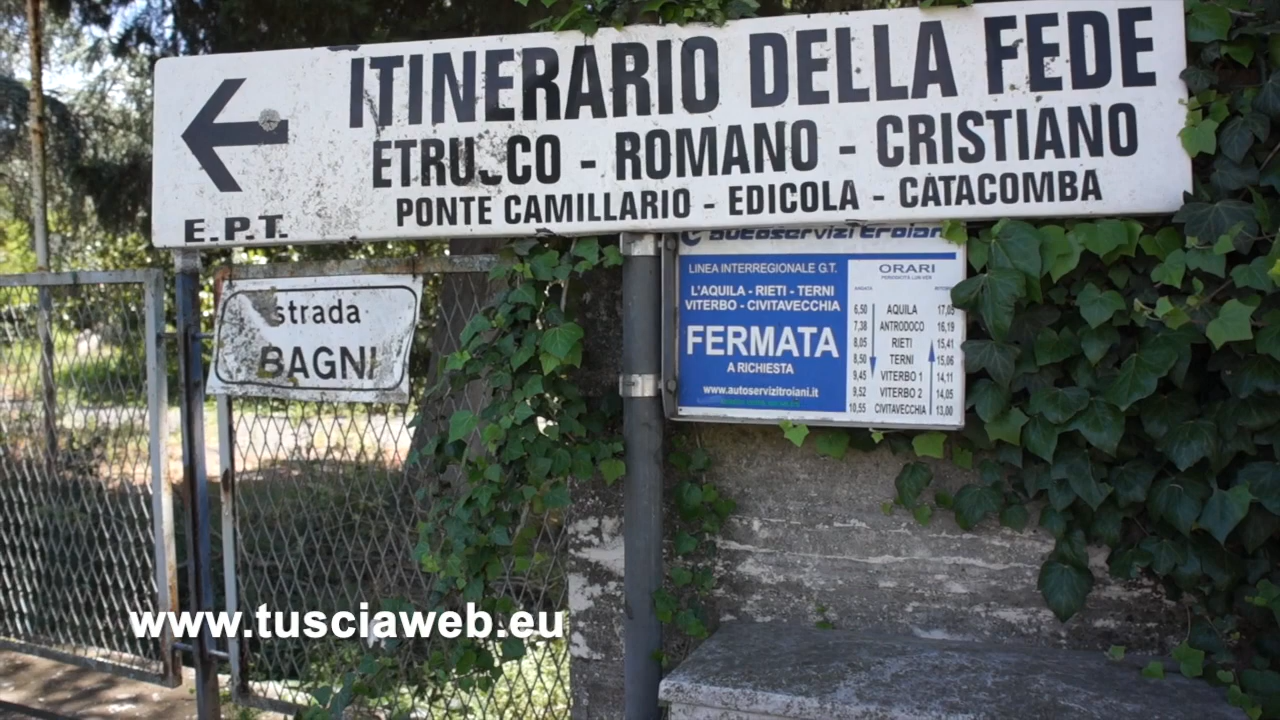 ITINERARIO DELLA FEDE
ETRUSCO - ROMANO - CRISTIANO
PONTE CAMILLARIO - EDICOLA - CATACOMBA
E.P.T.
strada
BAGNI
autoservizi troiani
LINEA INTERREGIONALE G.T.
L'AQUILA - RIETI - TERNI
VITERBO - CIVITAVECCHIA
FERMATA
A RICHIESTA
www.autoservizitroiani.it
ORARI
6,50 AQUILA 17,05
7,38 ANTRODOCO 16,19
8,05 RIETI 15,41
8,50 TERNI 15,06
9,45 VITERBO 1 14,11
9,52 VITERBO 2 14,05
10,55 CIVITAVECCHIA 13,00
www.tusciaweb.eu